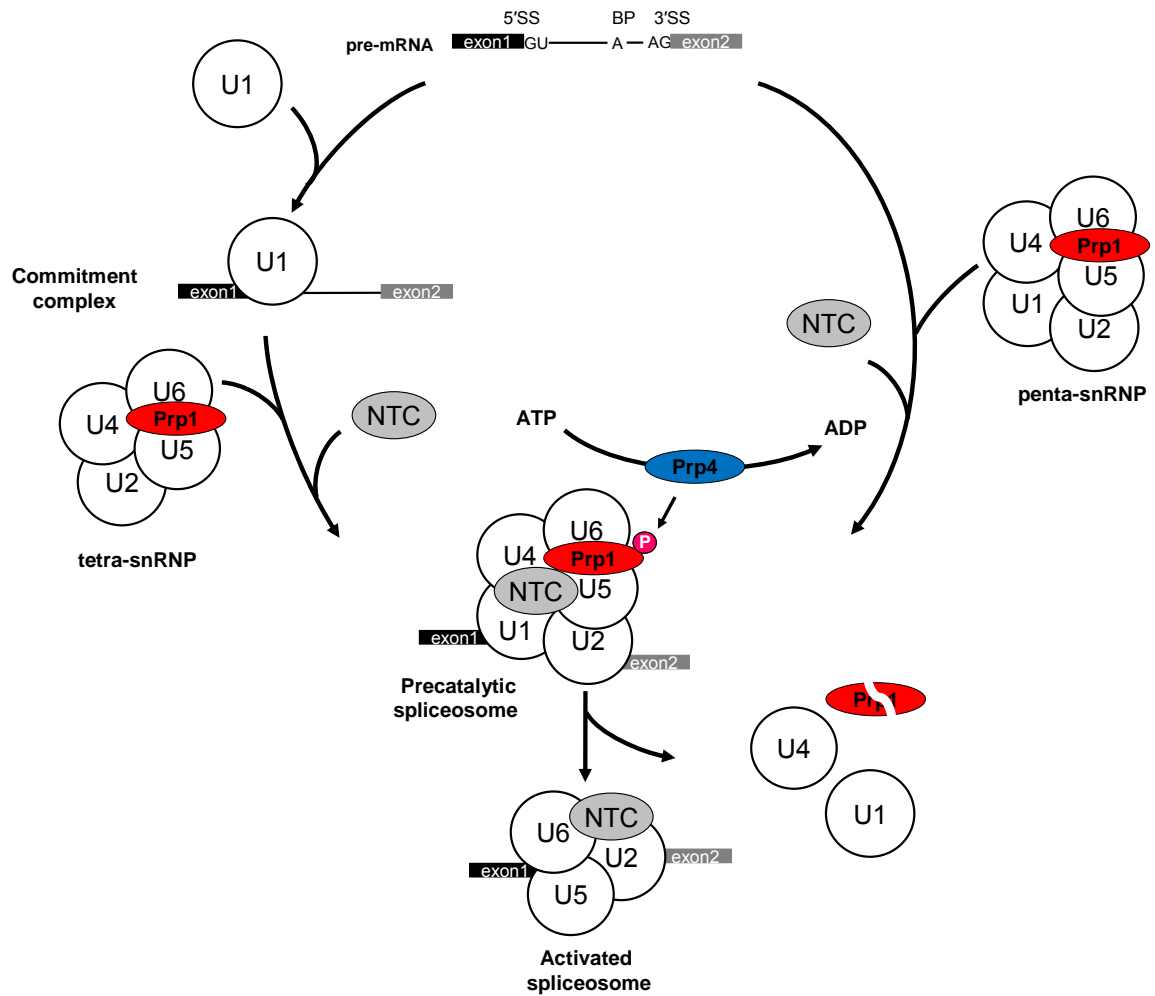 5′SS BP 3′SS
pre-mRNA exon1 GU A AG exon2
U1
U1
Commitment
complex
exon1 exon2
U6
U4 Prp1
U5
U1
U2
penta-snRNP
NTC
U6
U4 Prp1
U5
U2
tetra-snRNP
NTC
ATP ADP
Prp4
U6 P
U4 Prp1
NTC U5
U1 U2
exon1
exon2
Precatalytic
spliceosome
Prp1
U4
U1
NTC
U6
U2 exon2
exon1
U5
Activated
spliceosome